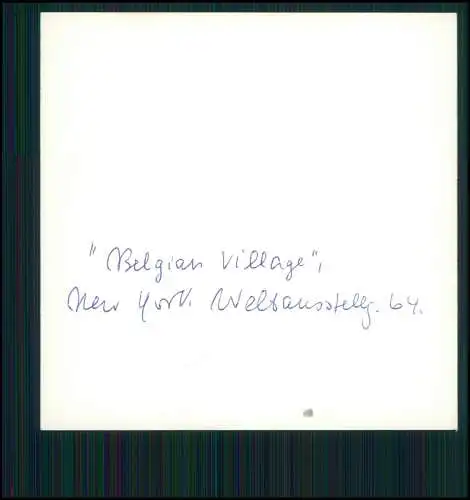 "Belgian Village",
New York. Weltausstellg. 64.